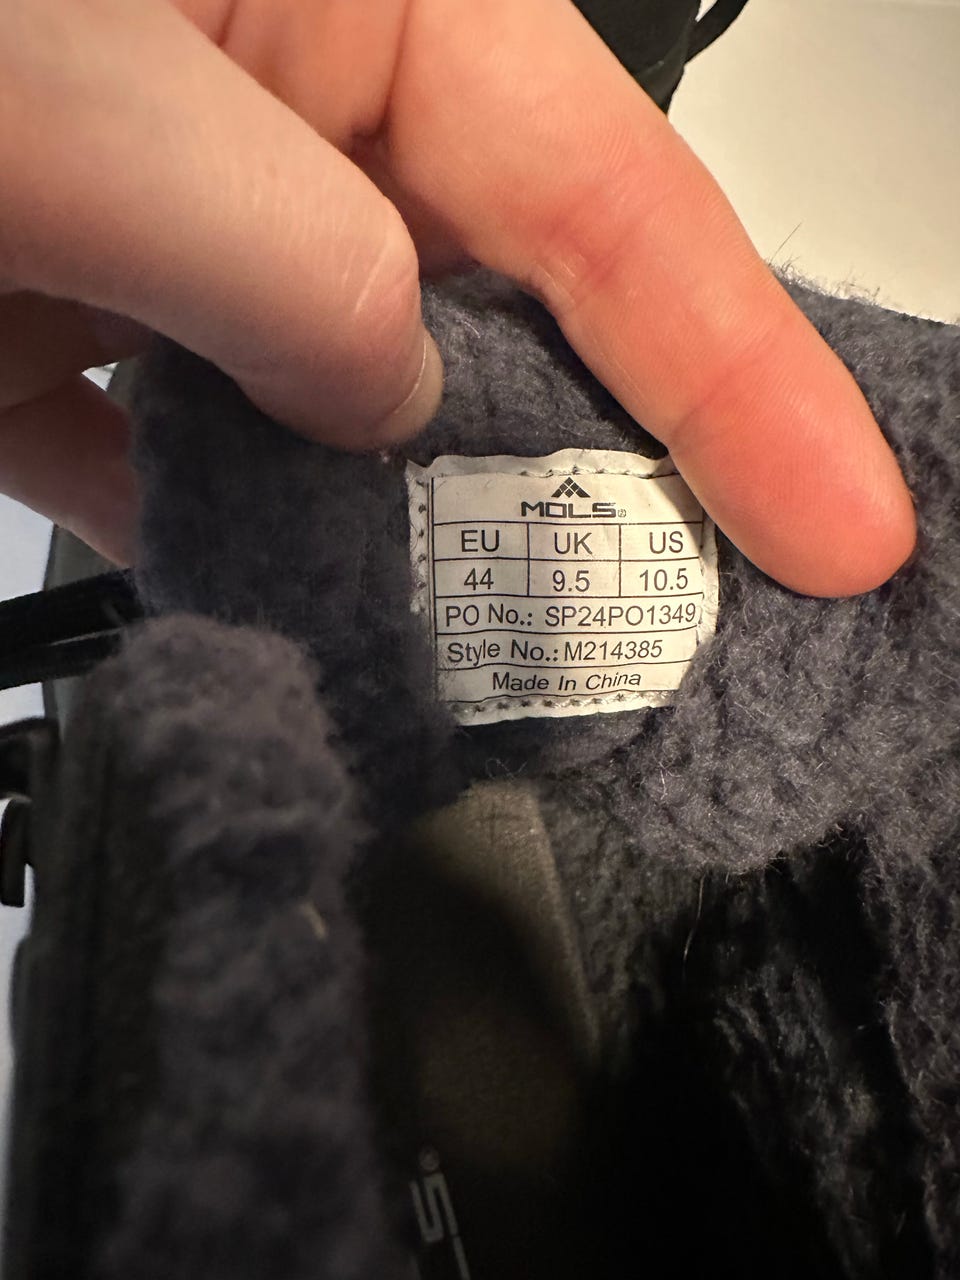 MOLS®
EU UK US
44 9.5 10.5
PO No.: SP24PO1349
Style No.: M214385
Made In China